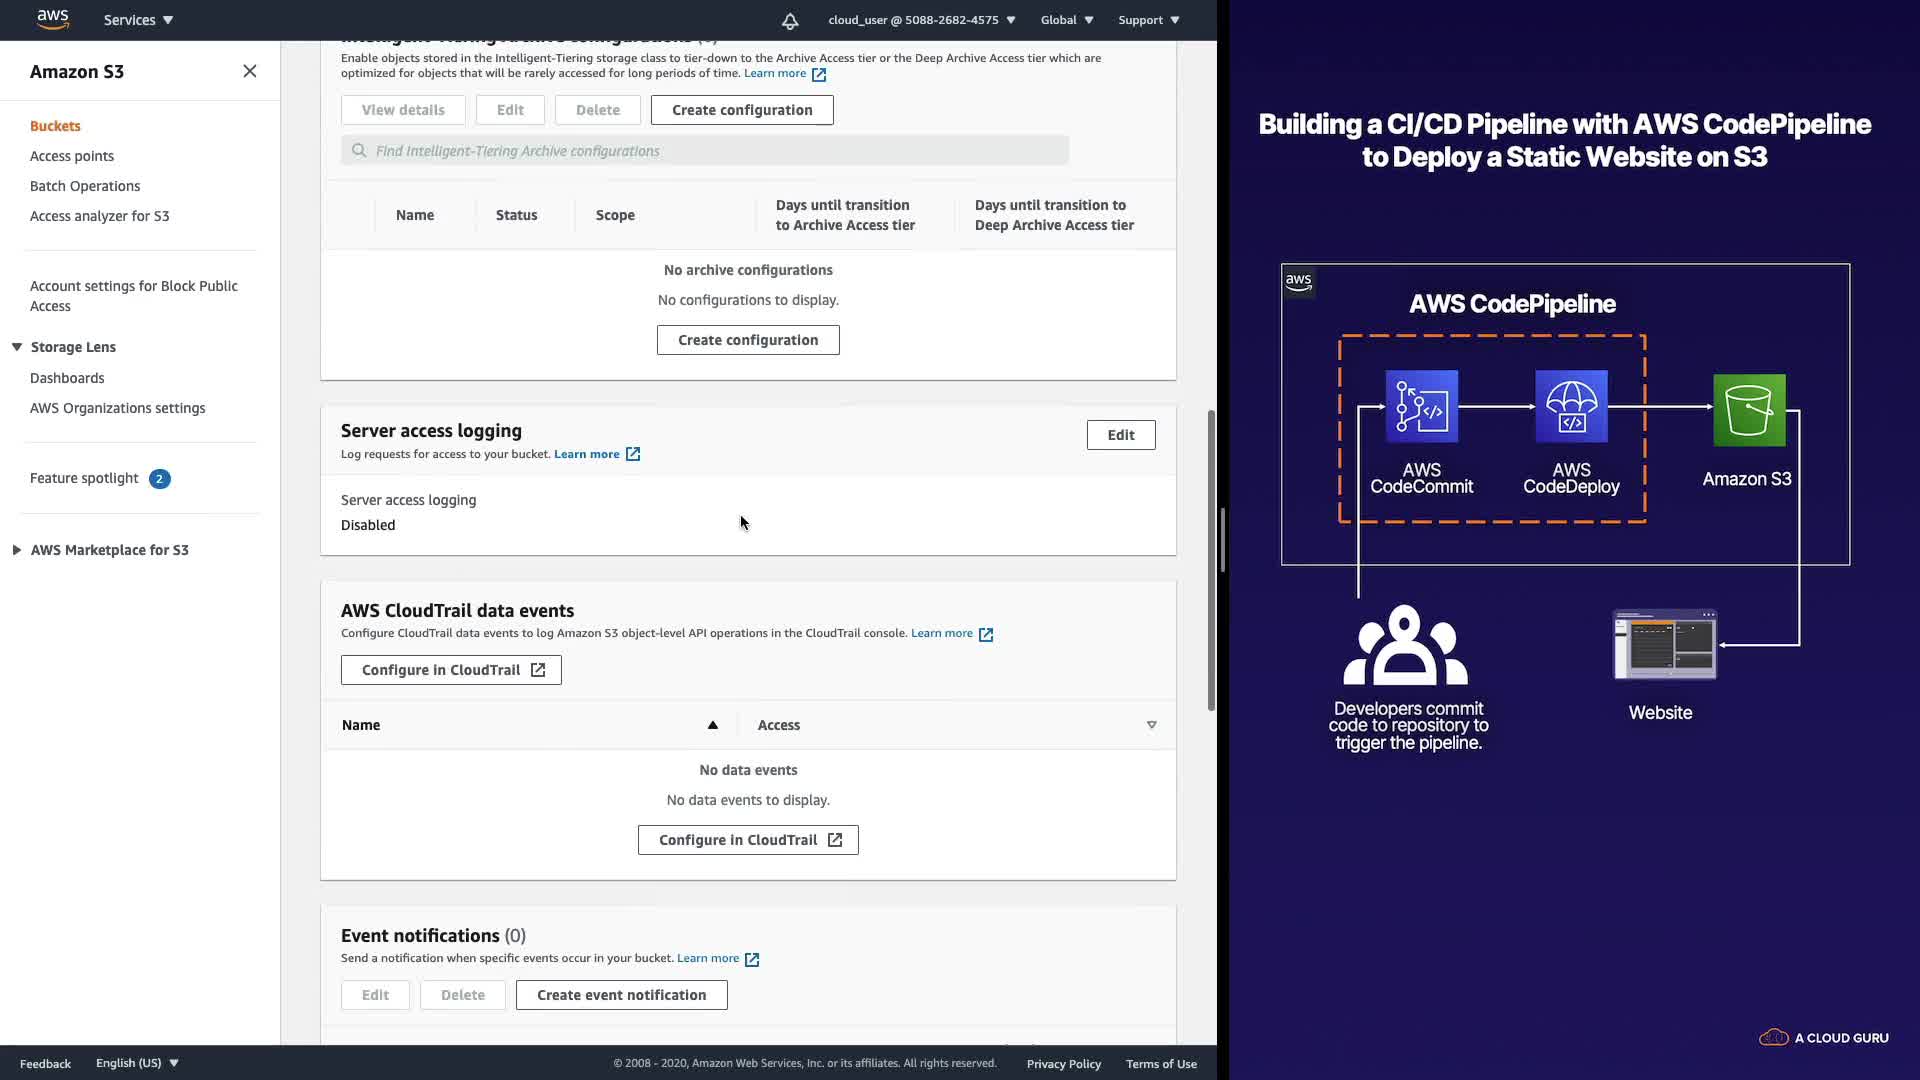 aws
Services
cloud_user @ 5088-2682-4575
Global
Support
Amazon S3
Buckets
Access points
Batch Operations
Access analyzer for S3
Account settings for Block Public
Access
Storage Lens
Dashboards
AWS Organizations settings
Feature spotlight 2
AWS Marketplace for S3
Intelligent-Tiering Archive configurations (0)
Enable objects stored in the Intelligent-Tiering storage class to tier-down to the Archive Access tier or the Deep Archive Access tier which are
optimized for objects that will be rarely accessed for long periods of time. Learn more
View details
Edit
Delete
Create configuration
Find Intelligent-Tiering Archive configurations
Name
Status
Scope
Days until transition
to Archive Access tier
Days until transition to
Deep Archive Access tier
No archive configurations
No configurations to display.
Create configuration
Server access logging
Log requests for access to your bucket. Learn more
Edit
Server access logging
Disabled
AWS CloudTrail data events
Configure CloudTrail data events to log Amazon S3 object-level API operations in the CloudTrail console. Learn more
Configure in CloudTrail
Name
Access
No data events
No data events to display.
Configure in CloudTrail
Event notifications (0)
Send a notification when specific events occur in your bucket. Learn more
Edit
Delete
Create event notification
Feedback
English (US)
© 2008 - 2020, Amazon Web Services, Inc. or its affiliates. All rights reserved.
Privacy Policy
Terms of Use
Building a CI/CD Pipeline with AWS CodePipeline
to Deploy a Static Website on S3
aws
AWS CodePipeline
AWS
CodeCommit
AWS
CodeDeploy
Amazon S3
Developers commit
code to repository to
trigger the pipeline.
Website
A CLOUD GURU